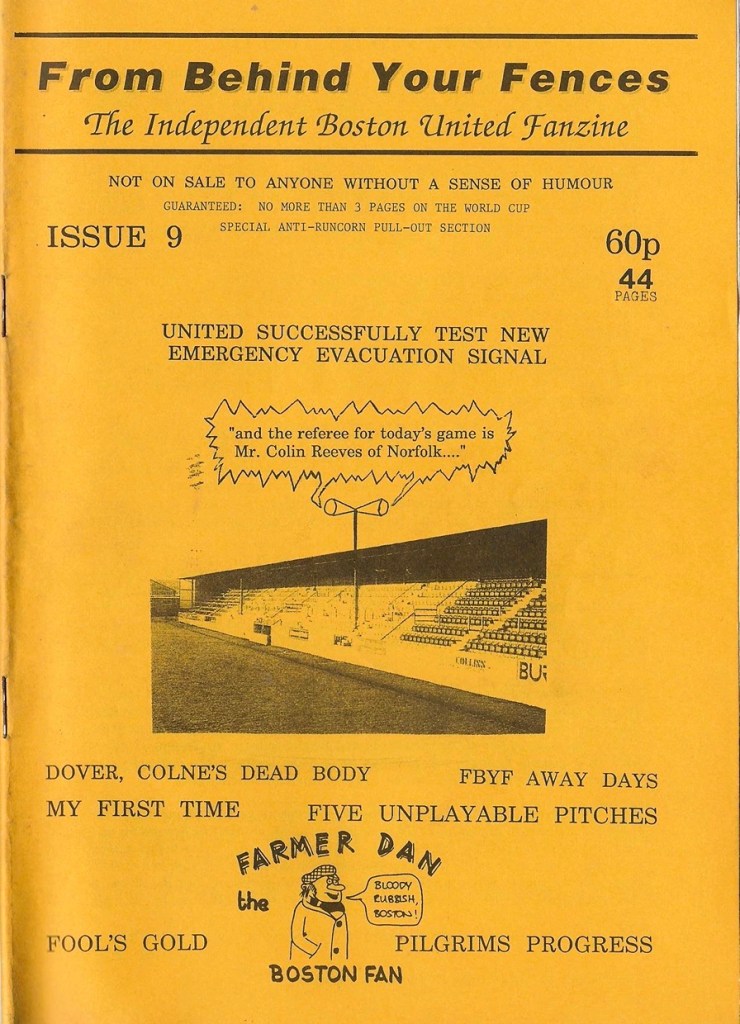 From Behind Your Fences
The Independent Boston United Fanzine
NOT ON SALE TO ANYONE WITHOUT A SENSE OF HUMOUR
GUARANTEED: NO MORE THAN 3 PAGES ON THE WORLD CUP
SPECIAL ANTI-RUNCORN PULL-OUT SECTION
ISSUE 9
60p
44
PAGES
UNITED SUCCESSFULLY TEST NEW
EMERGENCY EVACUATION SIGNAL
"and the referee for today's game is
Mr. Colin Reeves of Norfolk...."
COLLINS
BUR
DOVER, COLNE'S DEAD BODY
FBYF AWAY DAYS
MY FIRST TIME
FIVE UNPLAYABLE PITCHES
FARMER DAN
the
BLOODY
RUBBISH,
BOSTON!
FOOL'S GOLD
PILGRIMS PROGRESS
BOSTON FAN